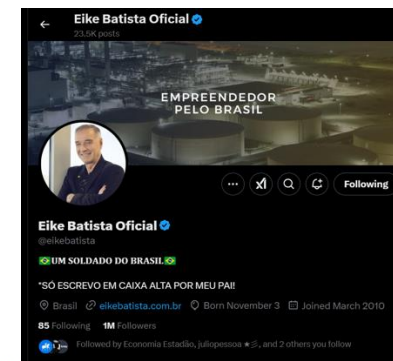 Eike Batista Oficial
23.5K posts
EMPREENDEDOR
PELO BRASIL
Following
Eike Batista Oficial
@eikebatista
🇧🇷UM SOLDADO DO BRASIL🇧🇷
*SÓ ESCREVO EM CAIXA ALTA POR MEU PAI!
Brasil eikebatista.com.br Born November 3 Joined March 2010
85 Following 1M Followers
Followed by Economia Estadão, juliopessoa, and 2 others you follow